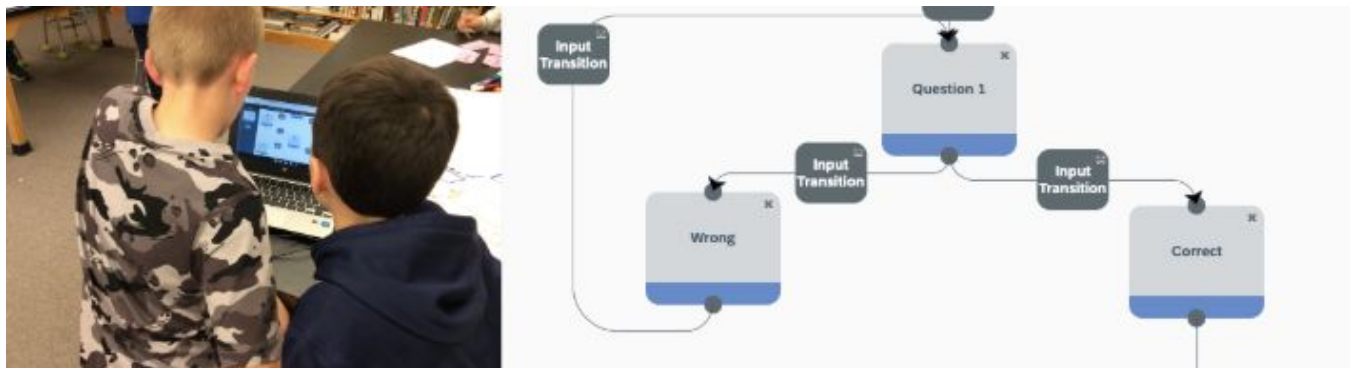 Input
Transition
Question 1
Input
Transition
Input
Transition
Wrong
Correct